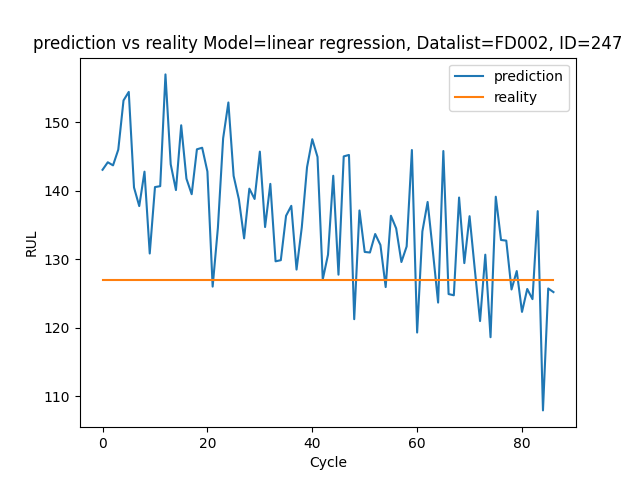 prediction vs reality Model=linear regression, Datalist=FD002, ID=247
prediction
reality
RUL
150
140
130
120
110
0 20 40 60 80
Cycle